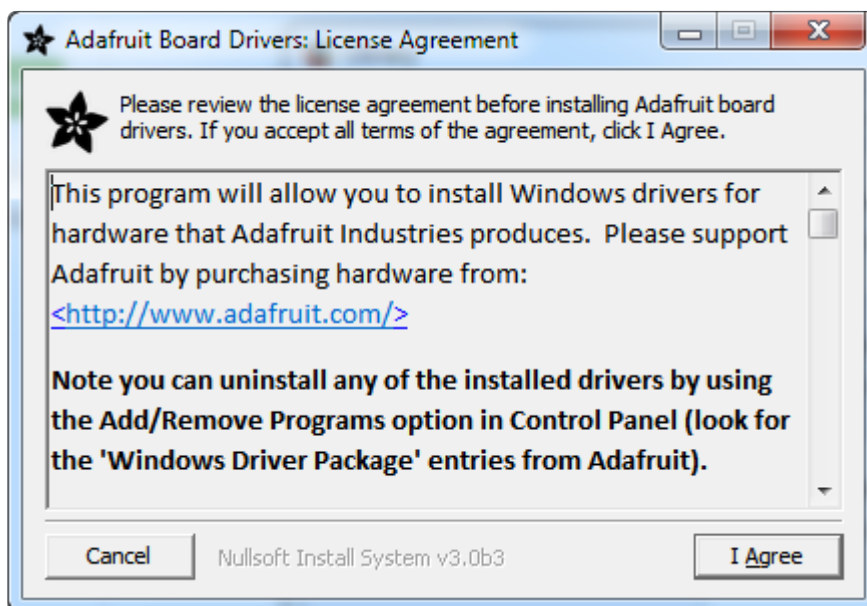 Adafruit Board Drivers: License Agreement
Please review the license agreement before installing Adafruit board
drivers. If you accept all terms of the agreement, click I Agree.
This program will allow you to install Windows drivers for
hardware that Adafruit Industries produces.  Please support
Adafruit by purchasing hardware from:
<http://www.adafruit.com/>
Note you can uninstall any of the installed drivers by using
the Add/Remove Programs option in Control Panel (look for
the 'Windows Driver Package' entries from Adafruit).
Cancel Nullsoft Install System v3.0b3 I Agree